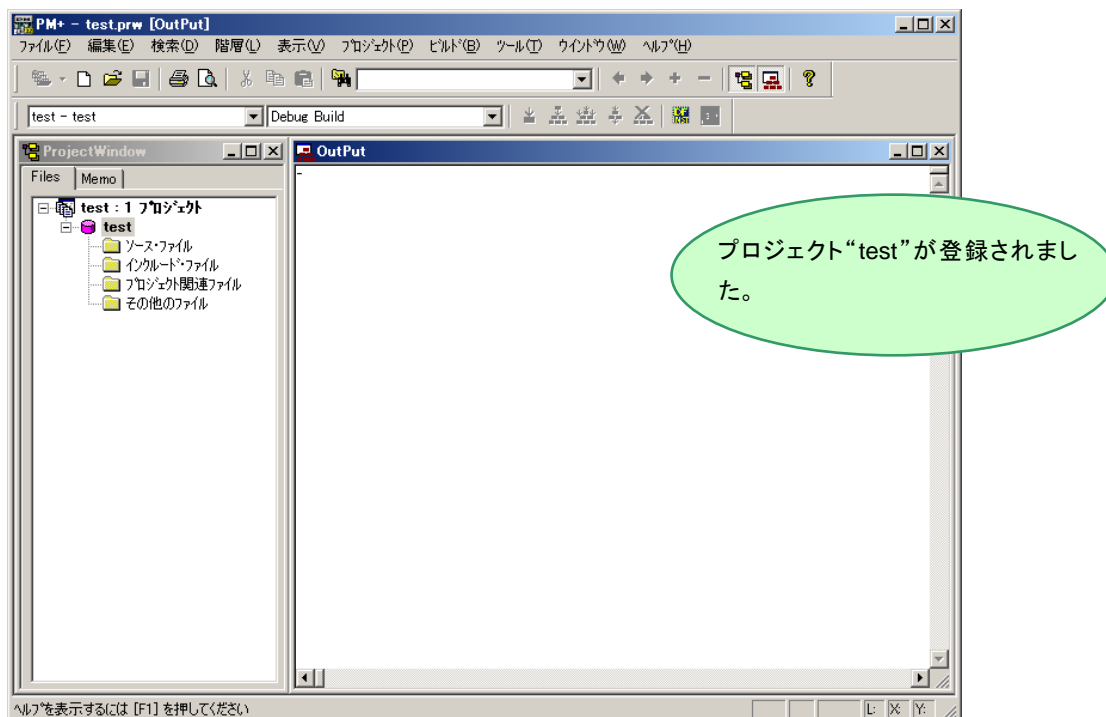 PM+ - test.prw [OutPut]
ファイル(F) 編集(E) 検索(D) 階層(L) 表示(V) プロジェクト(P) ビルド(B) ツール(T) ウインドウ(W) ヘルプ(H)
test - test Debug Build
ProjectWindow
OutPut
Files Memo
test : 1 プロジェクト
test
ソース・ファイル
インクルード・ファイル
プロジェクト関連ファイル
その他のファイル
プロジェクト“test”が登録されまし
た。
ヘルプを表示するには [F1] を押してください
L: X: Y: